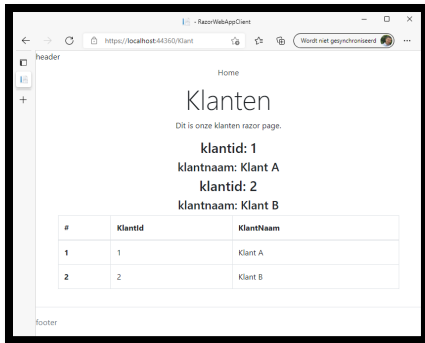 - RazorWebAppClient
https://localhost:44360/Klant
Wordt niet gesynchroniseerd
header
Home
Klanten
Dit is onze klanten razor page.
klantid: 1
klantnaam: Klant A
klantid: 2
klantnaam: Klant B
# KlantId KlantNaam
1 1 Klant A
2 2 Klant B
footer